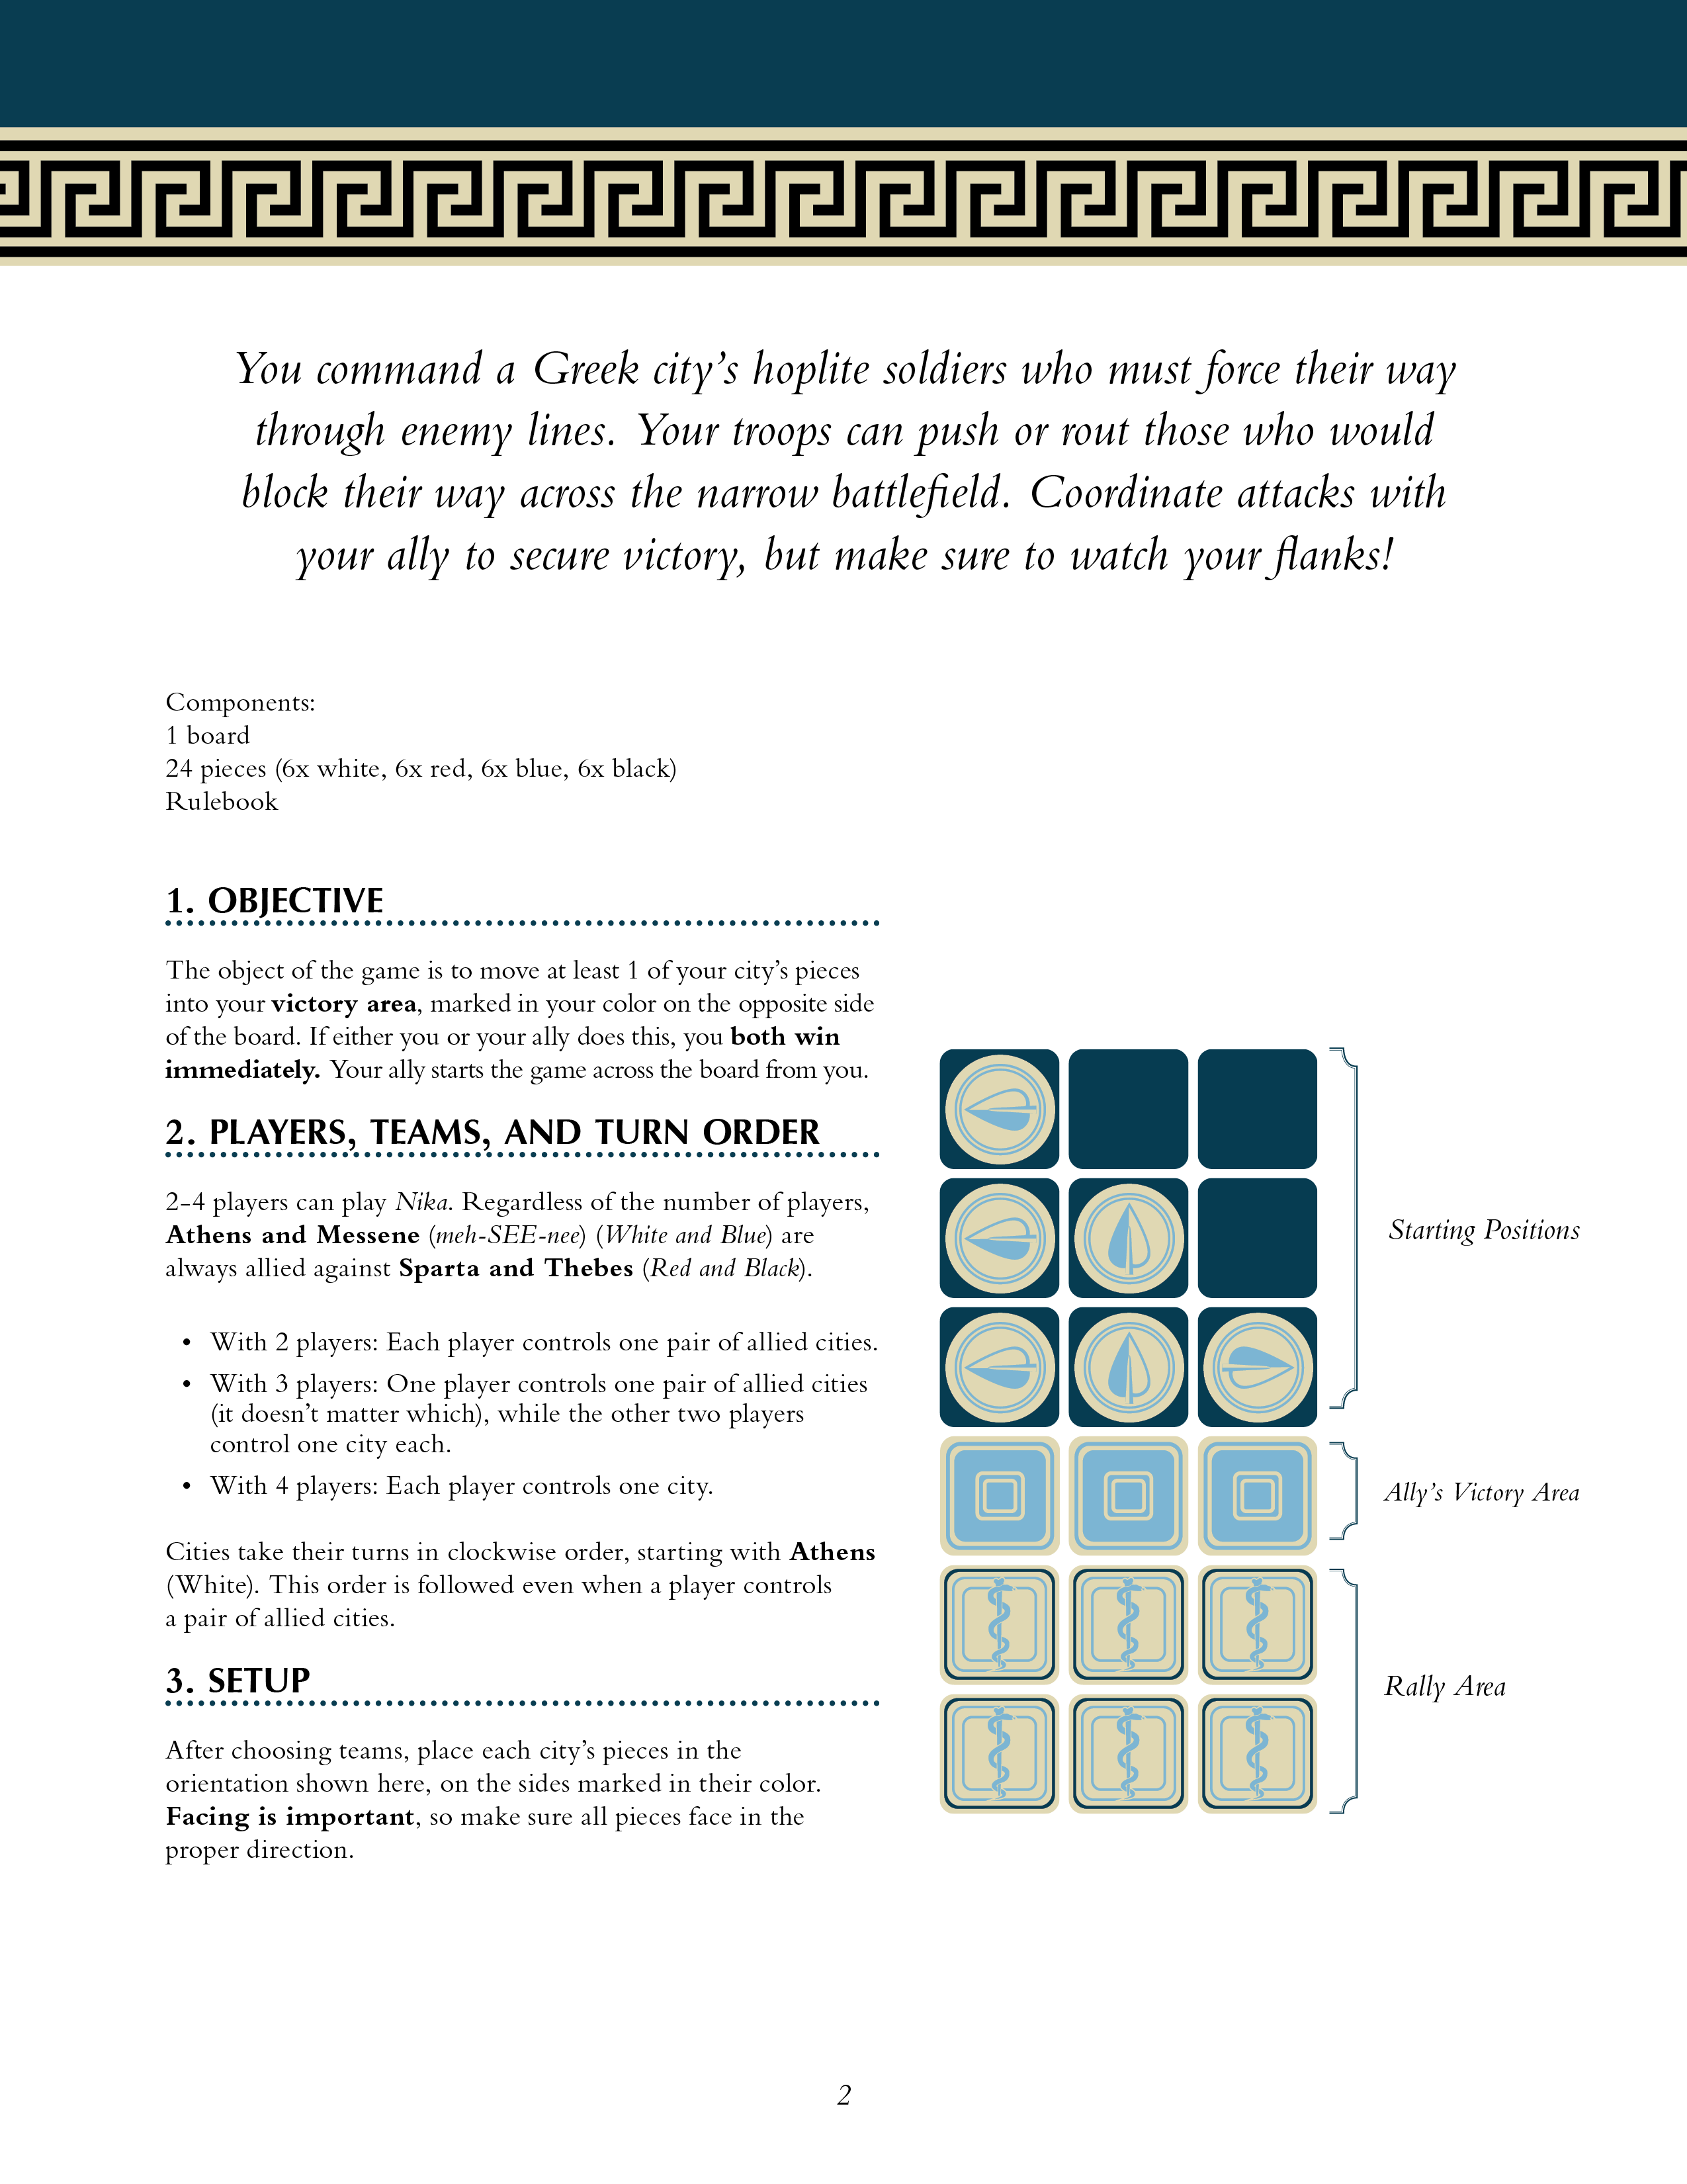 You command a Greek city’s hoplite soldiers who must force their way
through enemy lines. Your troops can push or rout those who would
block their way across the narrow battlefield. Coordinate attacks with
your ally to secure victory, but make sure to watch your flanks!
Components:
1 board
24 pieces (6x white, 6x red, 6x blue, 6x black)
Rulebook
1. OBJECTIVE
The object of the game is to move at least 1 of your city’s pieces
into your victory area, marked in your color on the opposite side
of the board. If either you or your ally does this, you both win
immediately. Your ally starts the game across the board from you.
2. PLAYERS, TEAMS, AND TURN ORDER
2-4 players can play Nika. Regardless of the number of players,
Athens and Messene (meh-SEE-nee) (White and Blue) are
always allied against Sparta and Thebes (Red and Black).
• With 2 players: Each player controls one pair of allied cities.
• With 3 players: One player controls one pair of allied cities
(it doesn’t matter which), while the other two players
control one city each.
• With 4 players: Each player controls one city.
Cities take their turns in clockwise order, starting with Athens
(White). This order is followed even when a player controls
a pair of allied cities.
3. SETUP
After choosing teams, place each city’s pieces in the
orientation shown here, on the sides marked in their color.
Facing is important, so make sure all pieces face in the
proper direction.
Starting Positions
Ally’s Victory Area
Rally Area
2